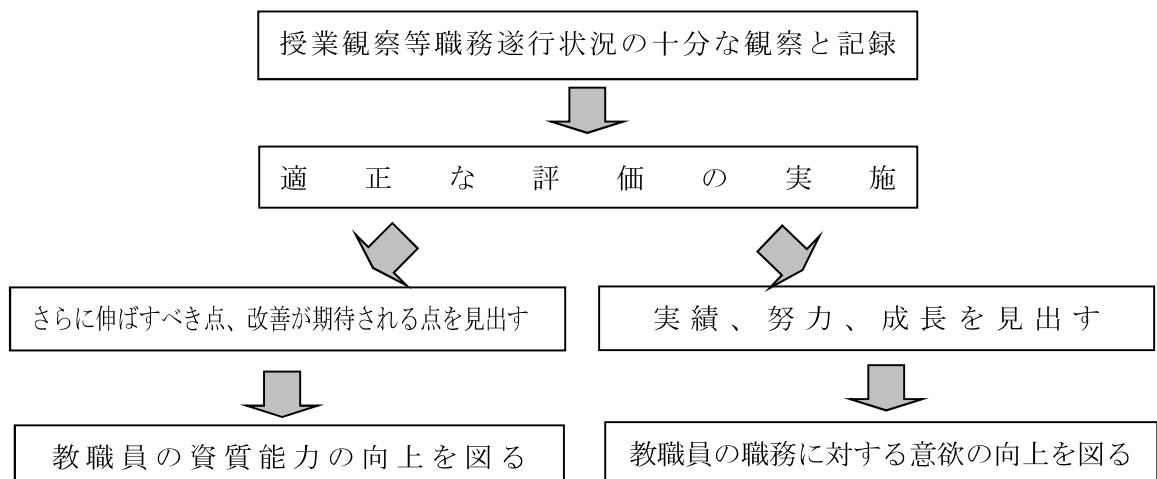 授業観察等職務遂行状況の十分な観察と記録
適正な評価の実施
さらに伸ばすべき点、改善が期待される点を見出す
実績、努力、成長を見出す
教職員の資質能力の向上を図る
教職員の職務に対する意欲の向上を図る